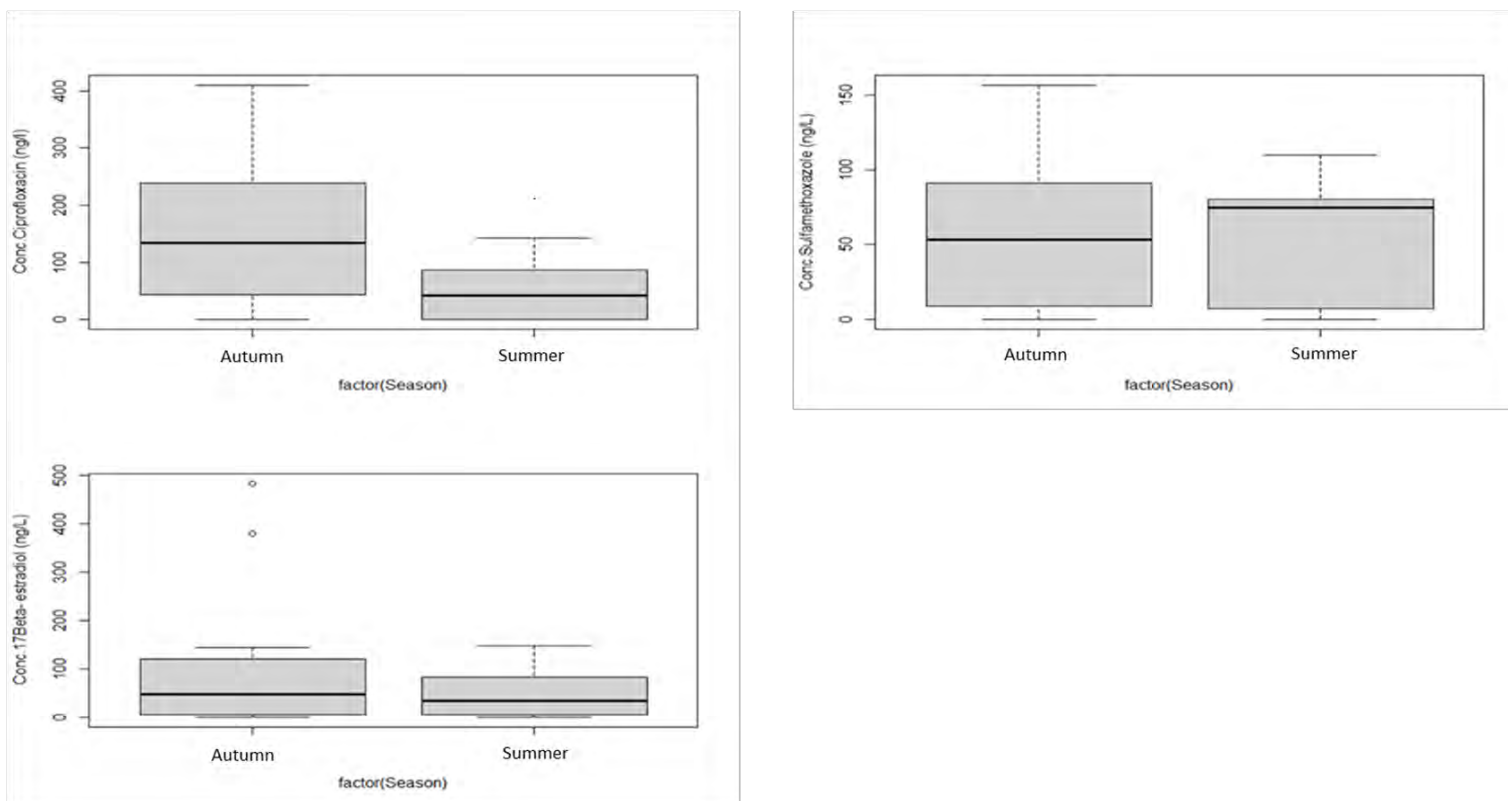 Conc.Ciprofloxacin (ng/l)
400
300
200
100
0
Autumn
Summer
factor(Season)
Conc.Sulfamethoxazole (ng/L)
150
100
50
0
Autumn
Summer
factor(Season)
Conc.17Beta-estradiol (ng/L)
500
400
300
200
100
0
Autumn
Summer
factor(Season)